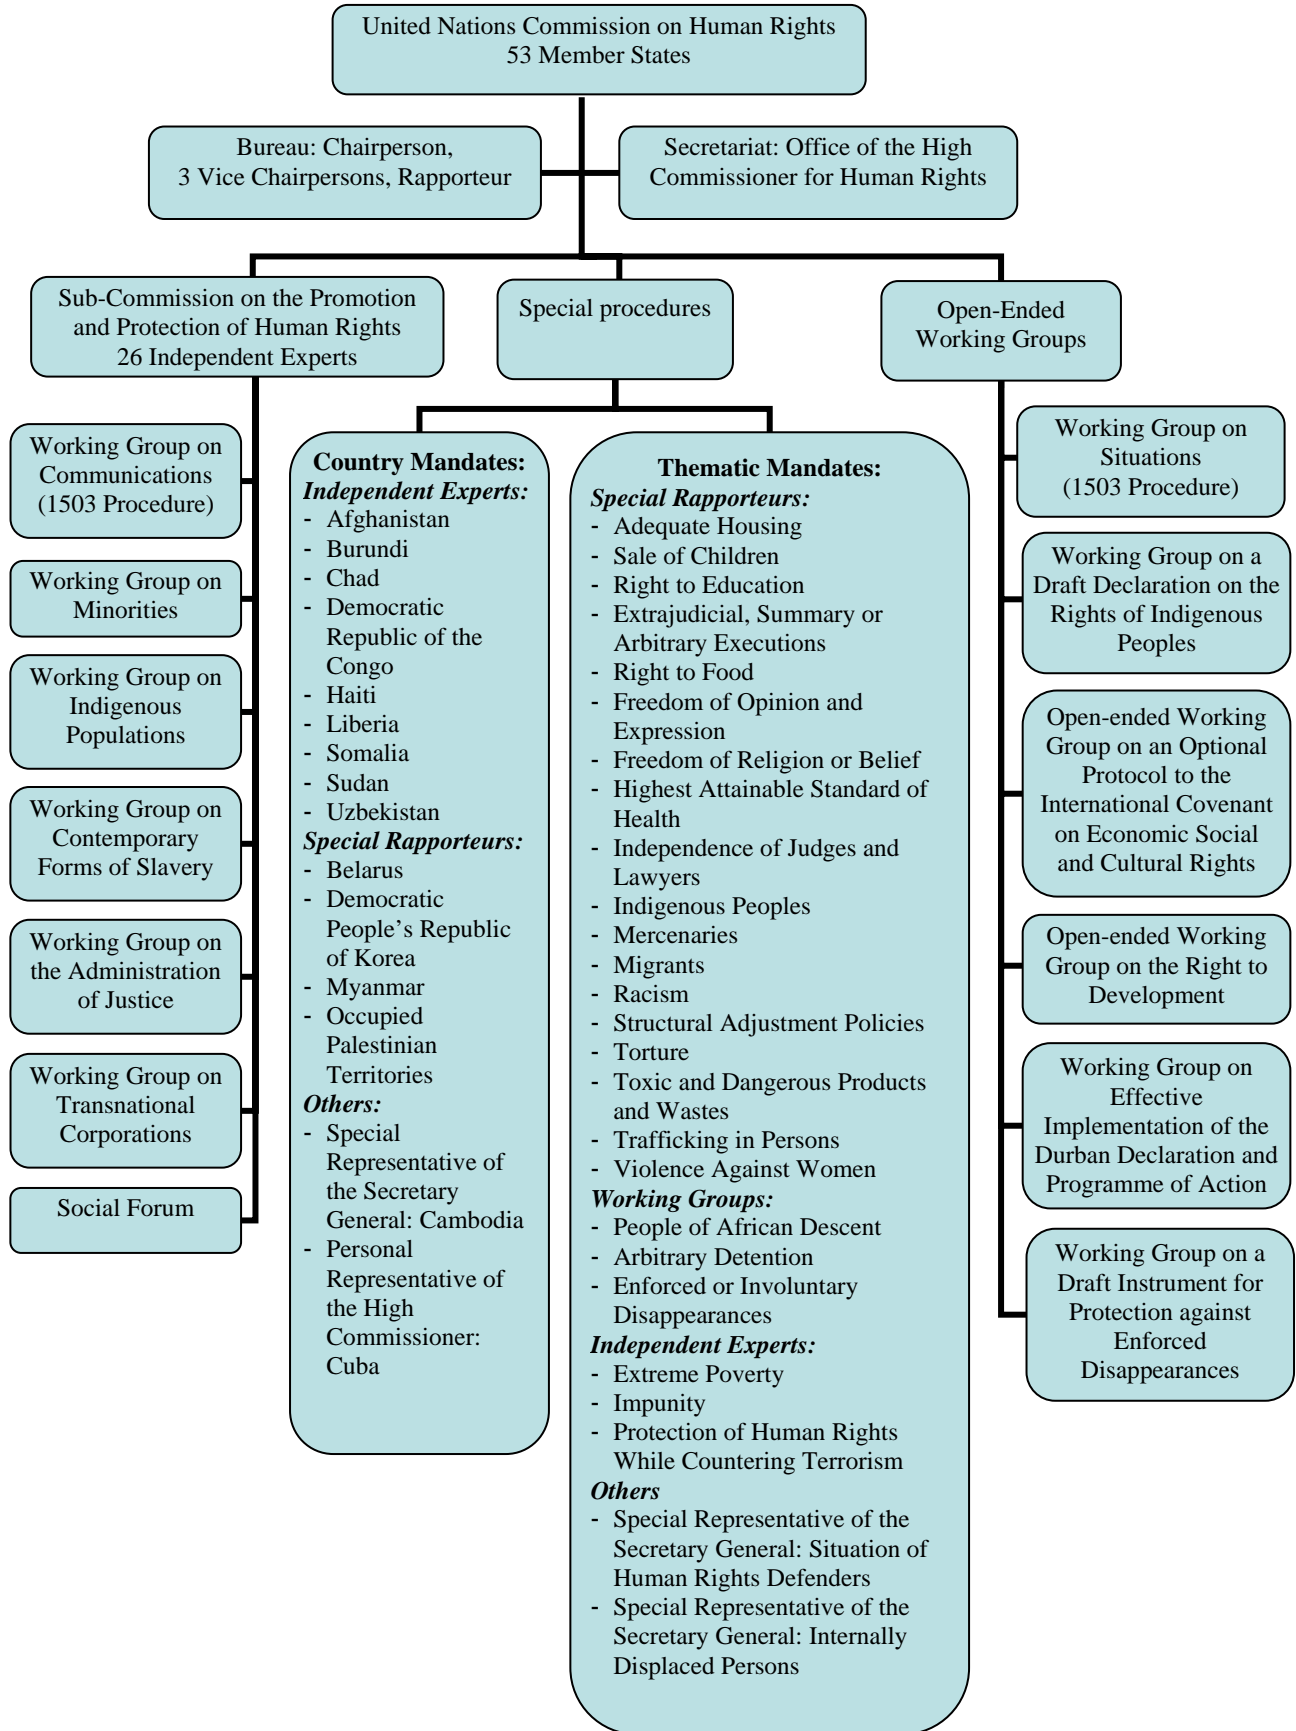 United Nations Commission on Human Rights
53 Member States
Bureau: Chairperson,
3 Vice Chairpersons, Rapporteur
Secretariat: Office of the High
Commissioner for Human Rights
Sub-Commission on the Promotion
and Protection of Human Rights
26 Independent Experts
Special procedures
Open-Ended
Working Groups
Working Group on
Communications
(1503 Procedure)
Working Group on
Minorities
Working Group on
Indigenous
Populations
Working Group on
Contemporary
Forms of Slavery
Working Group on
the Administration
of Justice
Working Group on
Transnational
Corporations
Social Forum
Country Mandates:
Independent Experts:
- Afghanistan
- Burundi
- Chad
- Democratic
Republic of the
Congo
- Haiti
- Liberia
- Somalia
- Sudan
- Uzbekistan
Special Rapporteurs:
- Belarus
- Democratic
People's Republic
of Korea
- Myanmar
- Occupied
Palestinian
Territories
Others:
- Special
Representative of
the Secretary
General: Cambodia
- Personal
Representative of
the High
Commissioner:
Cuba
Thematic Mandates:
Special Rapporteurs:
- Adequate Housing
- Sale of Children
- Right to Education
- Extrajudicial, Summary or
Arbitrary Executions
- Right to Food
- Freedom of Opinion and
Expression
- Freedom of Religion or Belief
- Highest Attainable Standard of
Health
- Independence of Judges and
Lawyers
- Indigenous Peoples
- Mercenaries
- Migrants
- Racism
- Structural Adjustment Policies
- Torture
- Toxic and Dangerous Products
and Wastes
- Trafficking in Persons
- Violence Against Women
Working Groups:
- People of African Descent
- Arbitrary Detention
- Enforced or Involuntary
Disappearances
Independent Experts:
- Extreme Poverty
- Impunity
- Protection of Human Rights
While Countering Terrorism
Others
- Special Representative of the
Secretary General: Situation of
Human Rights Defenders
- Special Representative of the
Secretary General: Internally
Displaced Persons
Working Group on
Situations
(1503 Procedure)
Working Group on a
Draft Declaration on the
Rights of Indigenous
Peoples
Open-ended Working
Group on an Optional
Protocol to the
International Covenant
on Economic Social
and Cultural Rights
Open-ended Working
Group on the Right to
Development
Working Group on
Effective
Implementation of the
Durban Declaration and
Programme of Action
Working Group on a
Draft Instrument for
Protection against
Enforced
Disappearances